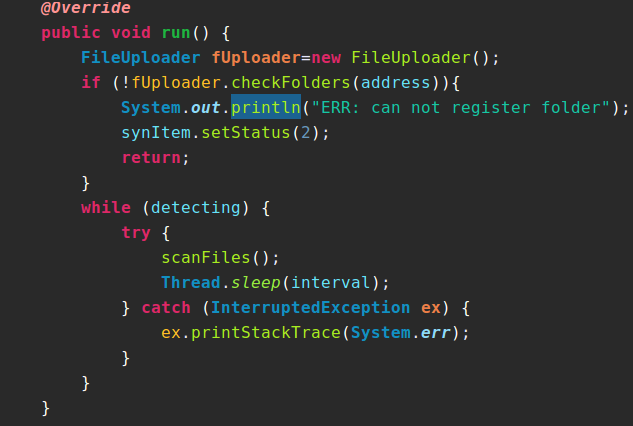 @Override
public void run() {
FileUploader fUploader=new FileUploader();
if (!fUploader.checkFolders(address)){
System.out.println("ERR: can not register folder");
synItem.setStatus(2);
return;
}
while (detecting) {
try {
scanFiles();
Thread.sleep(interval);
} catch (InterruptedException ex) {
ex.printStackTrace(System.err);
}
}
}